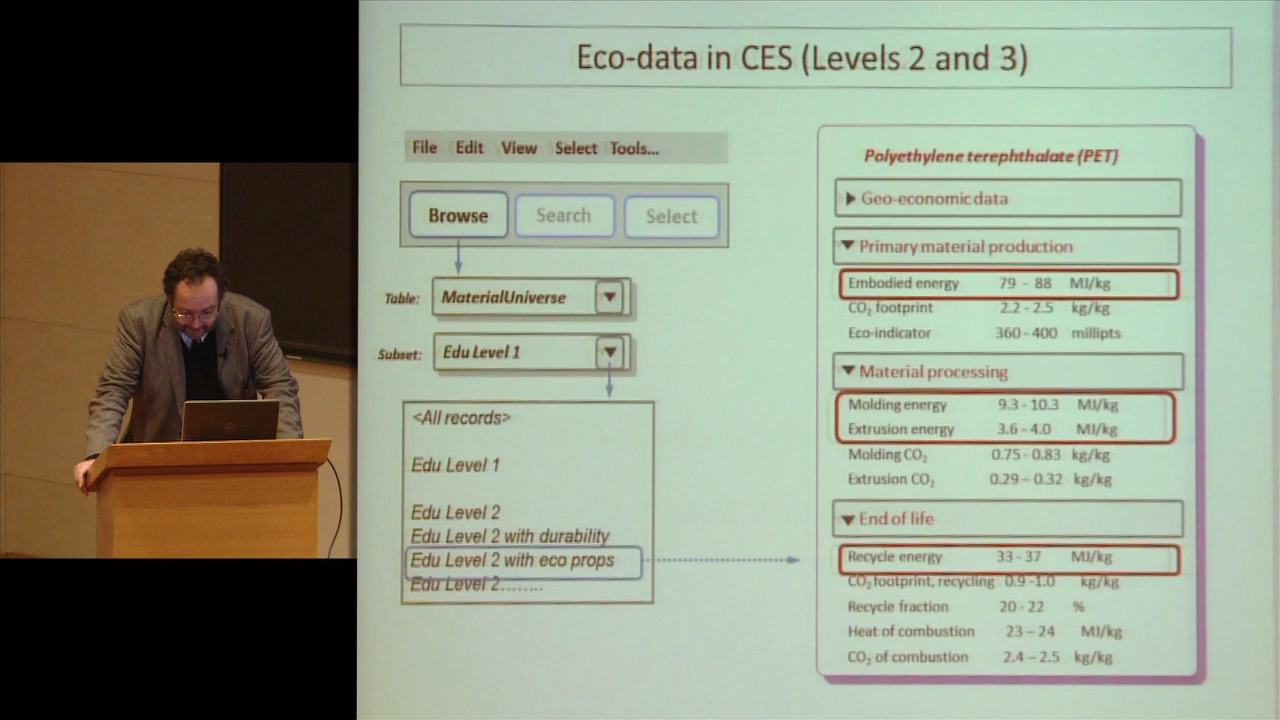 Eco-data in CES (Levels 2 and 3)
File Edit View Select Tools...
Browse Search Select
Table: MaterialUniverse
Subset: Edu Level 1
<All records>
Edu Level 1
Edu Level 2
Edu Level 2 with durability
Edu Level 2 with eco props
Edu Level 2........
Polyethylene terephthalate (PET)
Geo-economic data
Primary material production
Embodied energy 79 - 88 MJ/kg
CO₂ footprint 2.2 - 2.5 kg/kg
Eco-indicator 360 - 400 millipts
Material processing
Molding energy 9.3 - 10.3 MJ/kg
Extrusion energy 3.6 - 4.0 MJ/kg
Molding CO₂ 0.75 - 0.83 kg/kg
Extrusion CO₂ 0.29 – 0.32 kg/kg
End of life
Recycle energy 33 - 37 MJ/kg
CO₂ footprint, recycling 0.9 -1.0 kg/kg
Recycle fraction 20 - 22 %
Heat of combustion 23 – 24 MJ/kg
CO₂ of combustion 2.4 – 2.5 kg/kg